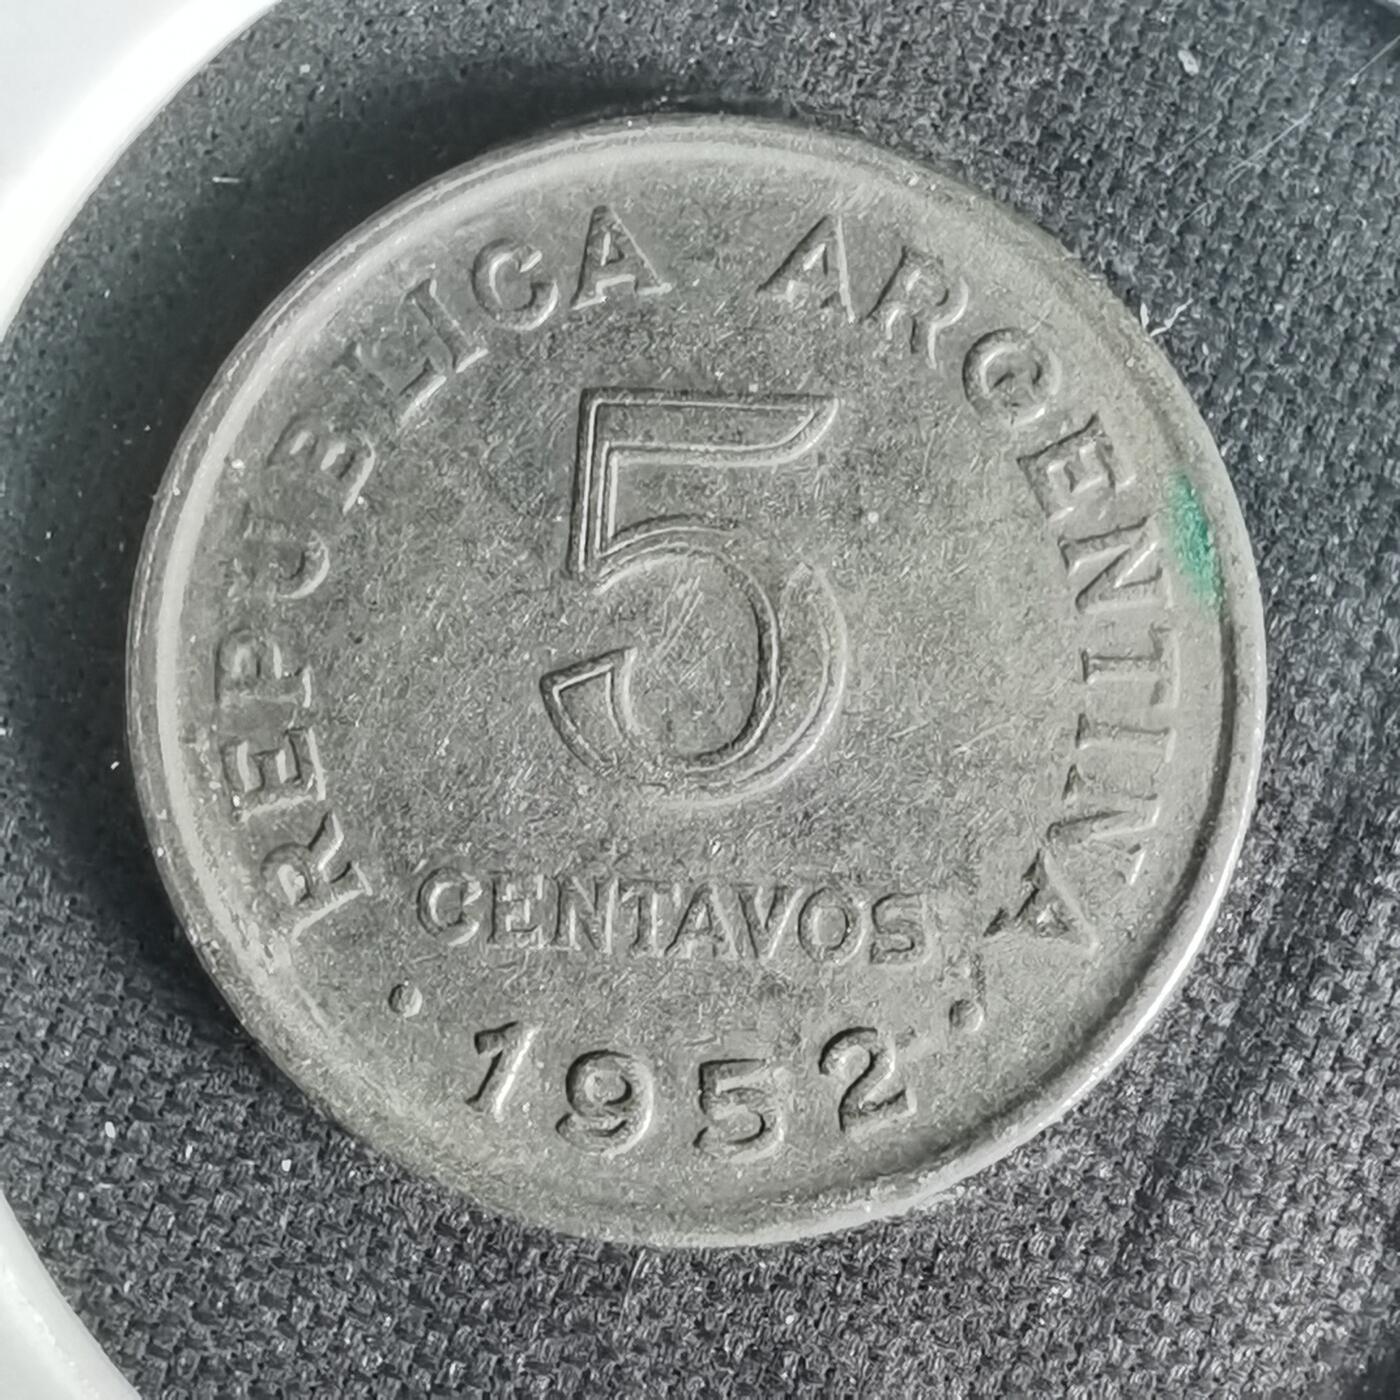 REPUBLICA ARGENTINA
5
CENTAVOS
• 1952 •